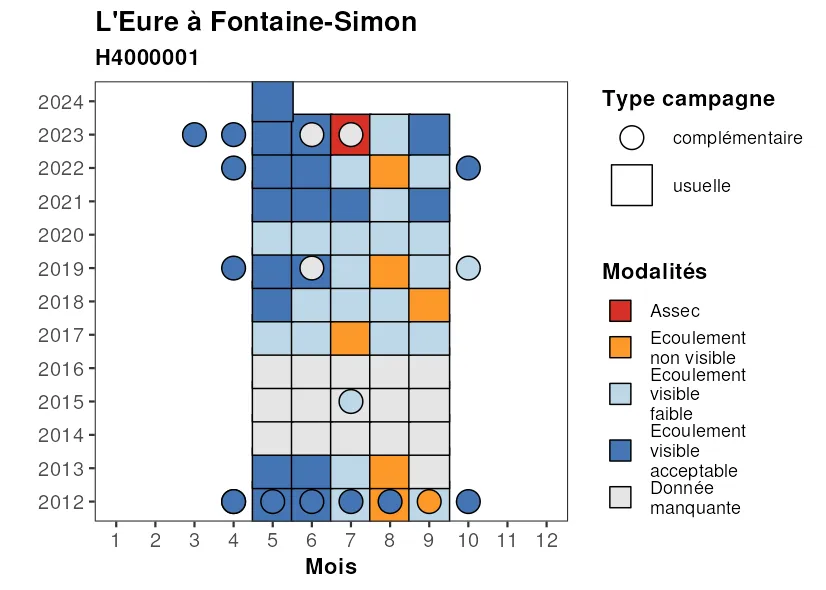 L'Eure à Fontaine-Simon
H4000001
2024
2023
2022
2021
2020
2019
2018
2017
2016
2015
2014
2013
2012
1 2 3 4 5 6 7 8 9 10 11 12
Mois
Type campagne
complémentaire
usuelle
Modalités
Assec
Ecoulement
non visible
Ecoulement
visible
faible
Ecoulement
visible
acceptable
Donnée
manquante